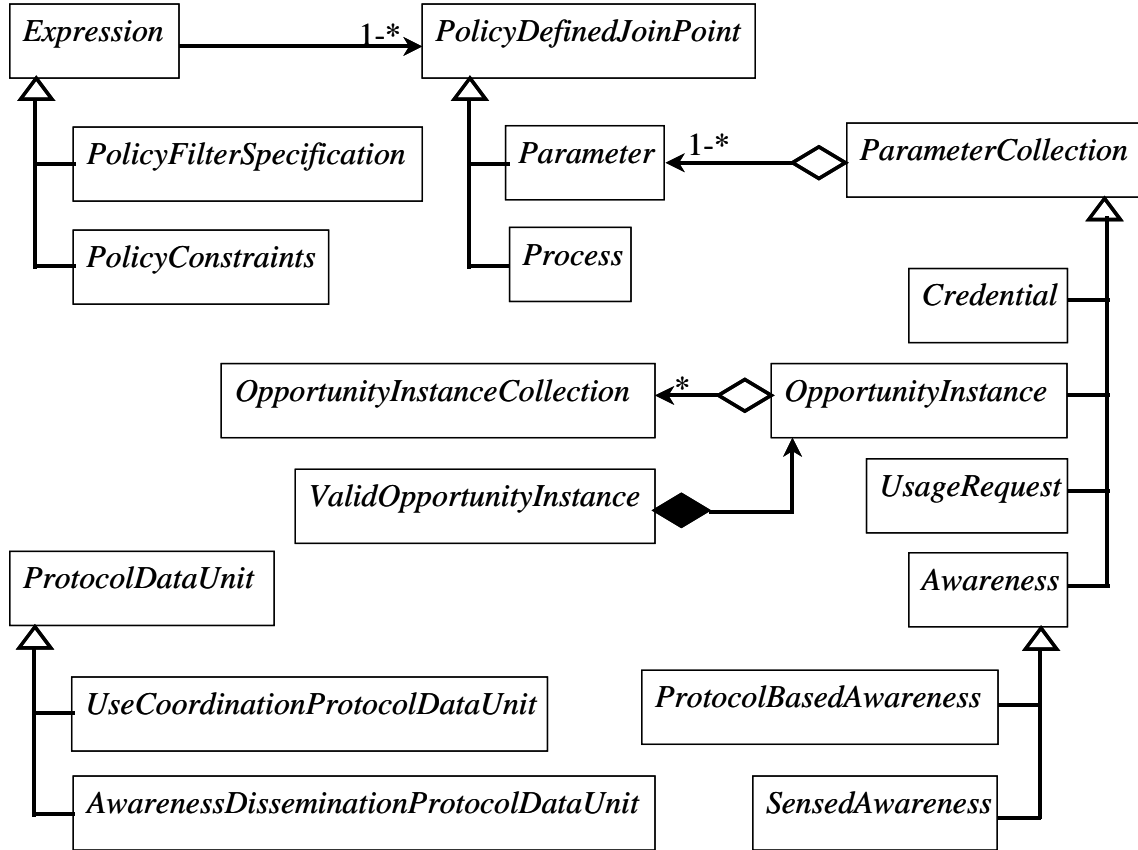 Expression
1-*
PolicyDefinedJoinPoint
PolicyFilterSpecification
Parameter
1-*
ParameterCollection
PolicyConstraints
Process
Credential
OpportunityInstanceCollection
*
OpportunityInstance
ValidOpportunityInstance
UsageRequest
ProtocolDataUnit
Awareness
UseCoordinationProtocolDataUnit
ProtocolBasedAwareness
AwarenessDisseminationProtocolDataUnit
SensedAwareness